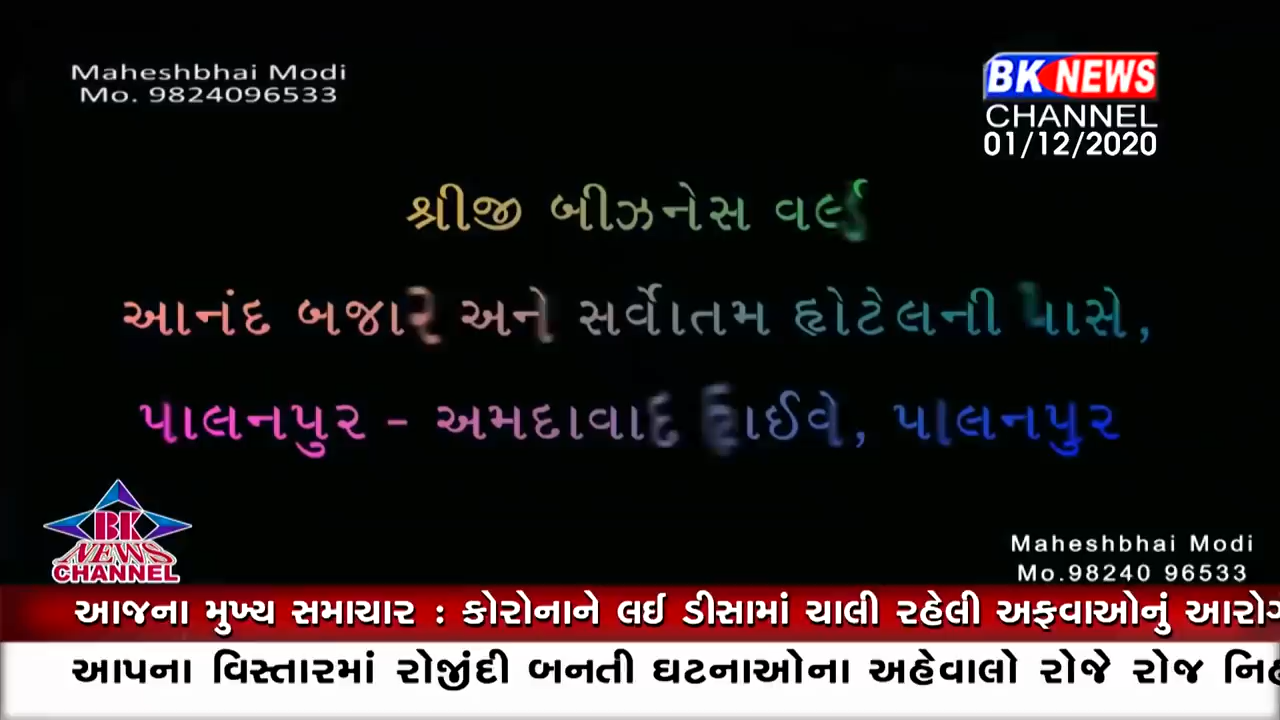 Maheshbhai Modi
Mo. 9824096533
BK NEWS
CHANNEL
01/12/2020
શ્રીજી બીઝનેસ વર્લ્ડ
આનંદ બજાર અને સર્વોતમ હોટેલની પાસે,
પાલનપુર - અમદાવાદ હાઈવે, પાલનપુર
BK
NEWS
CHANNEL
Maheshbhai Modi
Mo.98240 96533
આજના મુખ્ય સમાચાર : કોરોનાને લઇ ડીસામાં ચાલી રહેલી અફવાઓનું આરોગ
આપના વિસ્તારમાં રોજીંદી બનતી ઘટનાઓના અહેવાલો રોજે રોજ